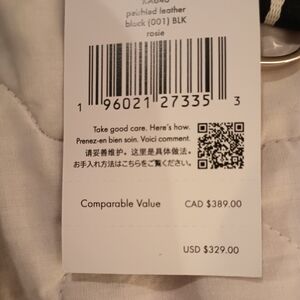 pebbled leather
black (001) BLK
rosie
1 96021 27335 3
Take good care. Here's how.
Prenez-en bien soin. Voici comment.
请妥善维护。这里是具体做法。
お手入れ方法はこちらをご覧ください。
Comparable Value CAD $389.00
USD $329.00